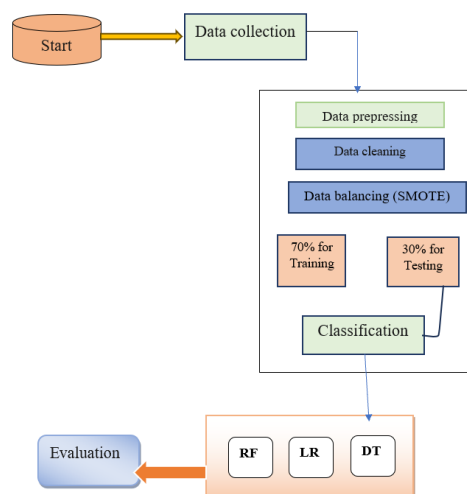 Start
Data collection
Data prepressing
Data cleaning
Data balancing (SMOTE)
70% for
Training
30% for
Testing
Classification
RF
LR
DT
Evaluation